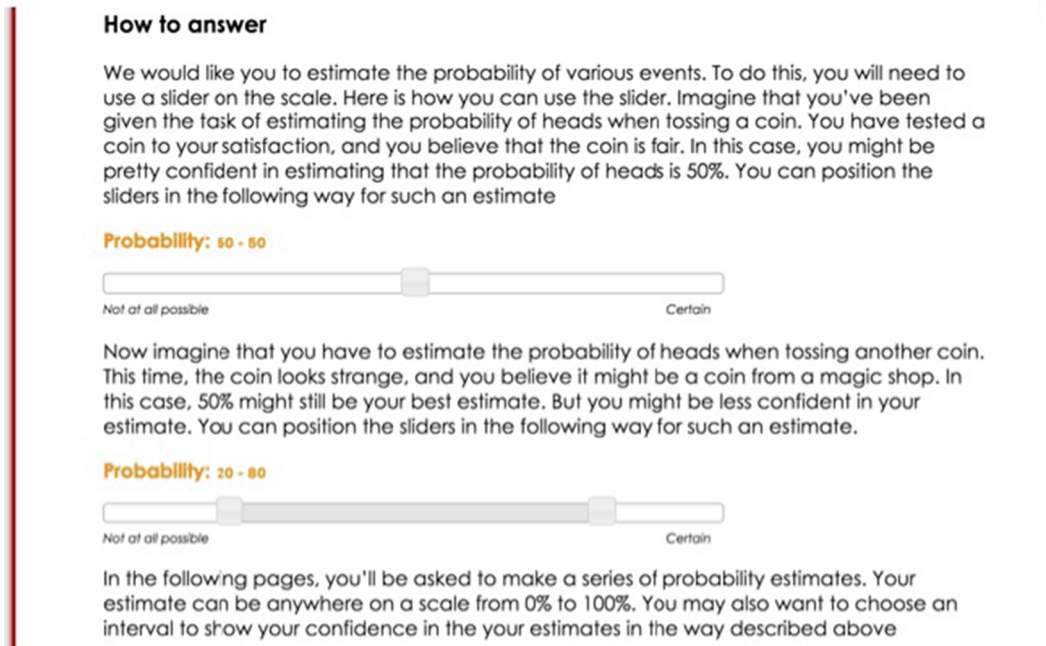 How to answer
We would like you to estimate the probability of various events. To do this, you will need to
use a slider on the scale. Here is how you can use the slider. Imagine that you've been
given the task of estimating the probability of heads when tossing a coin. You have tested a
coin to your satisfaction, and you believe that the coin is fair. In this case, you might be
pretty confident in estimating that the probability of heads is 50%. You can position the
sliders in the following way for such an estimate
Probability: 50 - 50
Not at all possible Certain
Now imagine that you have to estimate the probability of heads when tossing another coin.
This time, the coin looks strange, and you believe it might be a coin from a magic shop. In
this case, 50% might still be your best estimate. But you might be less confident in your
estimate. You can position the sliders in the following way for such an estimate.
Probability: 20 - 80
Not at all possible Certain
In the following pages, you'll be asked to make a series of probability estimates. Your
estimate can be anywhere on a scale from 0% to 100%. You may also want to choose an
interval to show your confidence in the your estimates in the way described above